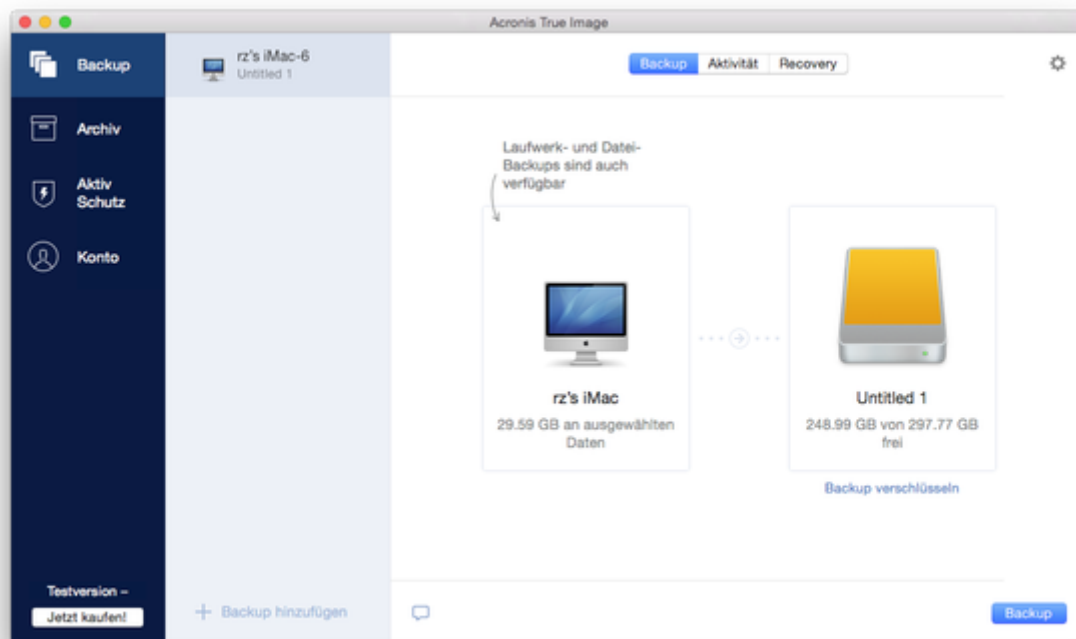 Acronis True Image
Backup
Archiv
Aktiv
Schutz
Konto
Testversion –
Jetzt kaufen!
rz's iMac-6
Untitled 1
Backup hinzufügen
Backup Aktivität Recovery
Laufwerk- und Datei-
Backups sind auch
verfügbar
rz's iMac
29.59 GB an ausgewählten
Daten
Untitled 1
248.99 GB von 297.77 GB
frei
Backup verschlüsseln
Backup